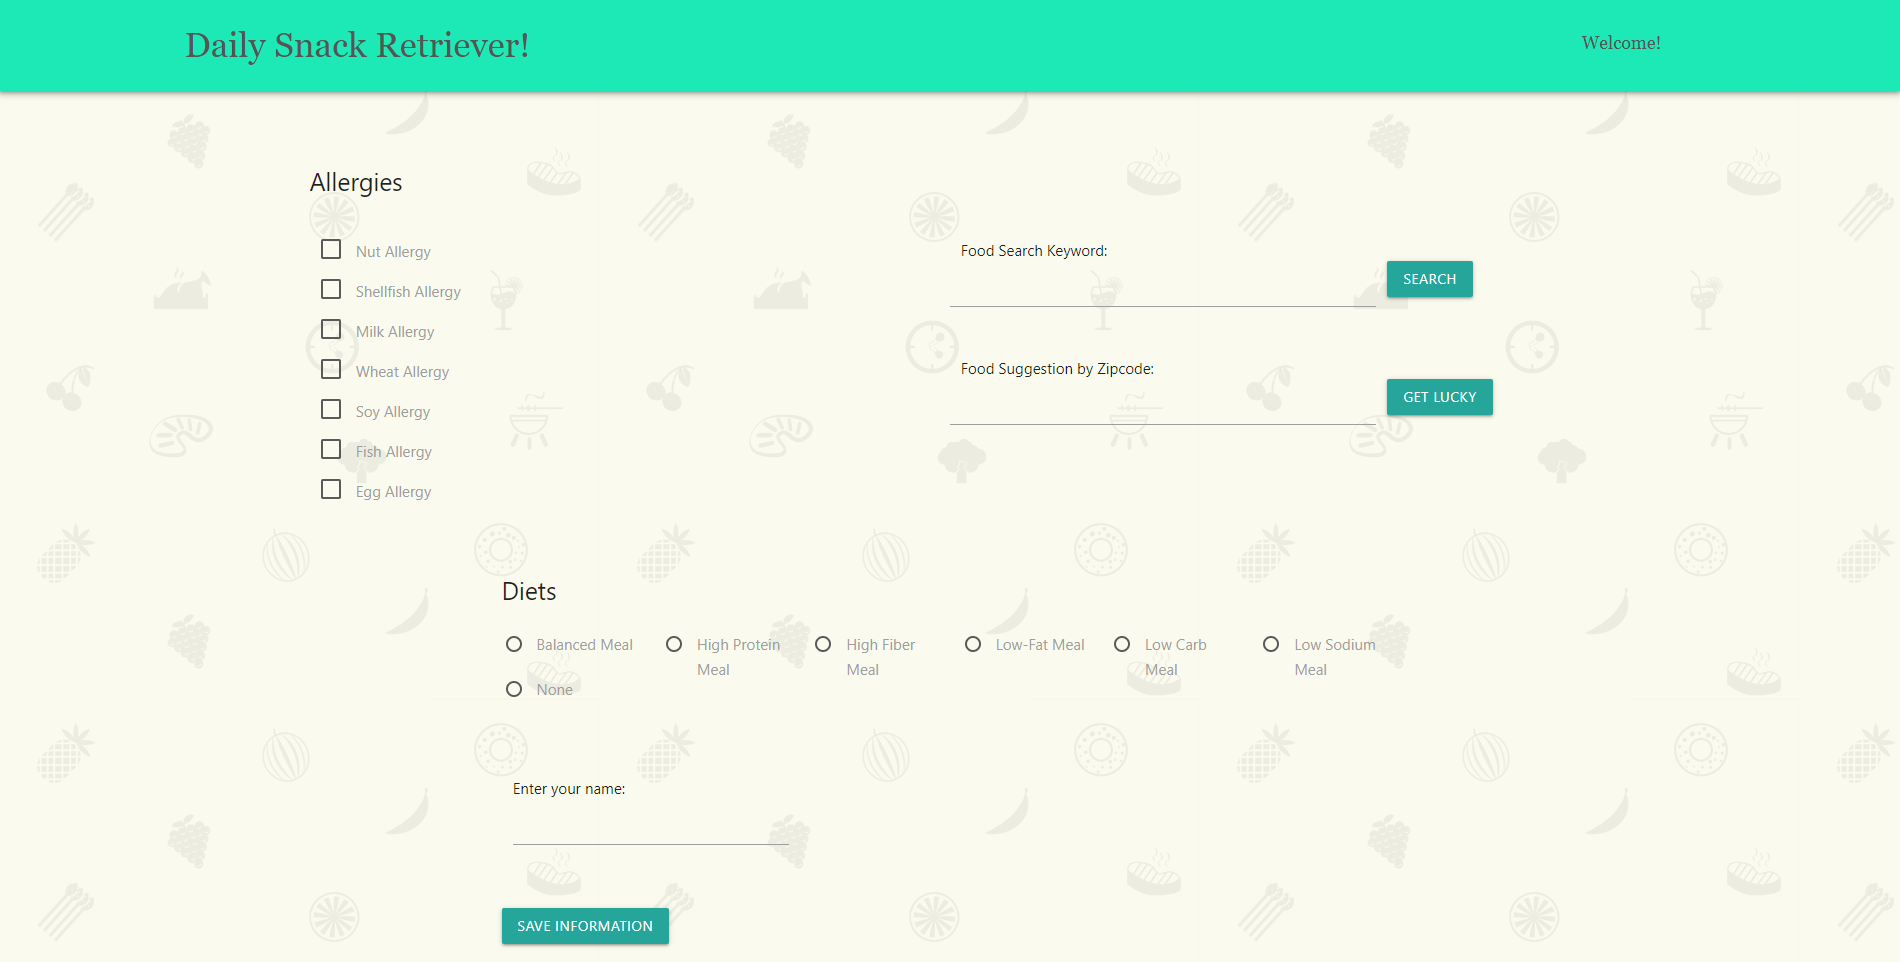 Daily Snack Retriever!
Welcome!
Allergies
Nut Allergy
Shellfish Allergy
Milk Allergy
Wheat Allergy
Soy Allergy
Fish Allergy
Egg Allergy
Food Search Keyword:
SEARCH
Food Suggestion by Zipcode:
GET LUCKY
Diets
Balanced Meal
High Protein
Meal
High Fiber
Meal
Low-Fat Meal
Low Carb
Meal
Low Sodium
Meal
None
Enter your name:
SAVE INFORMATION